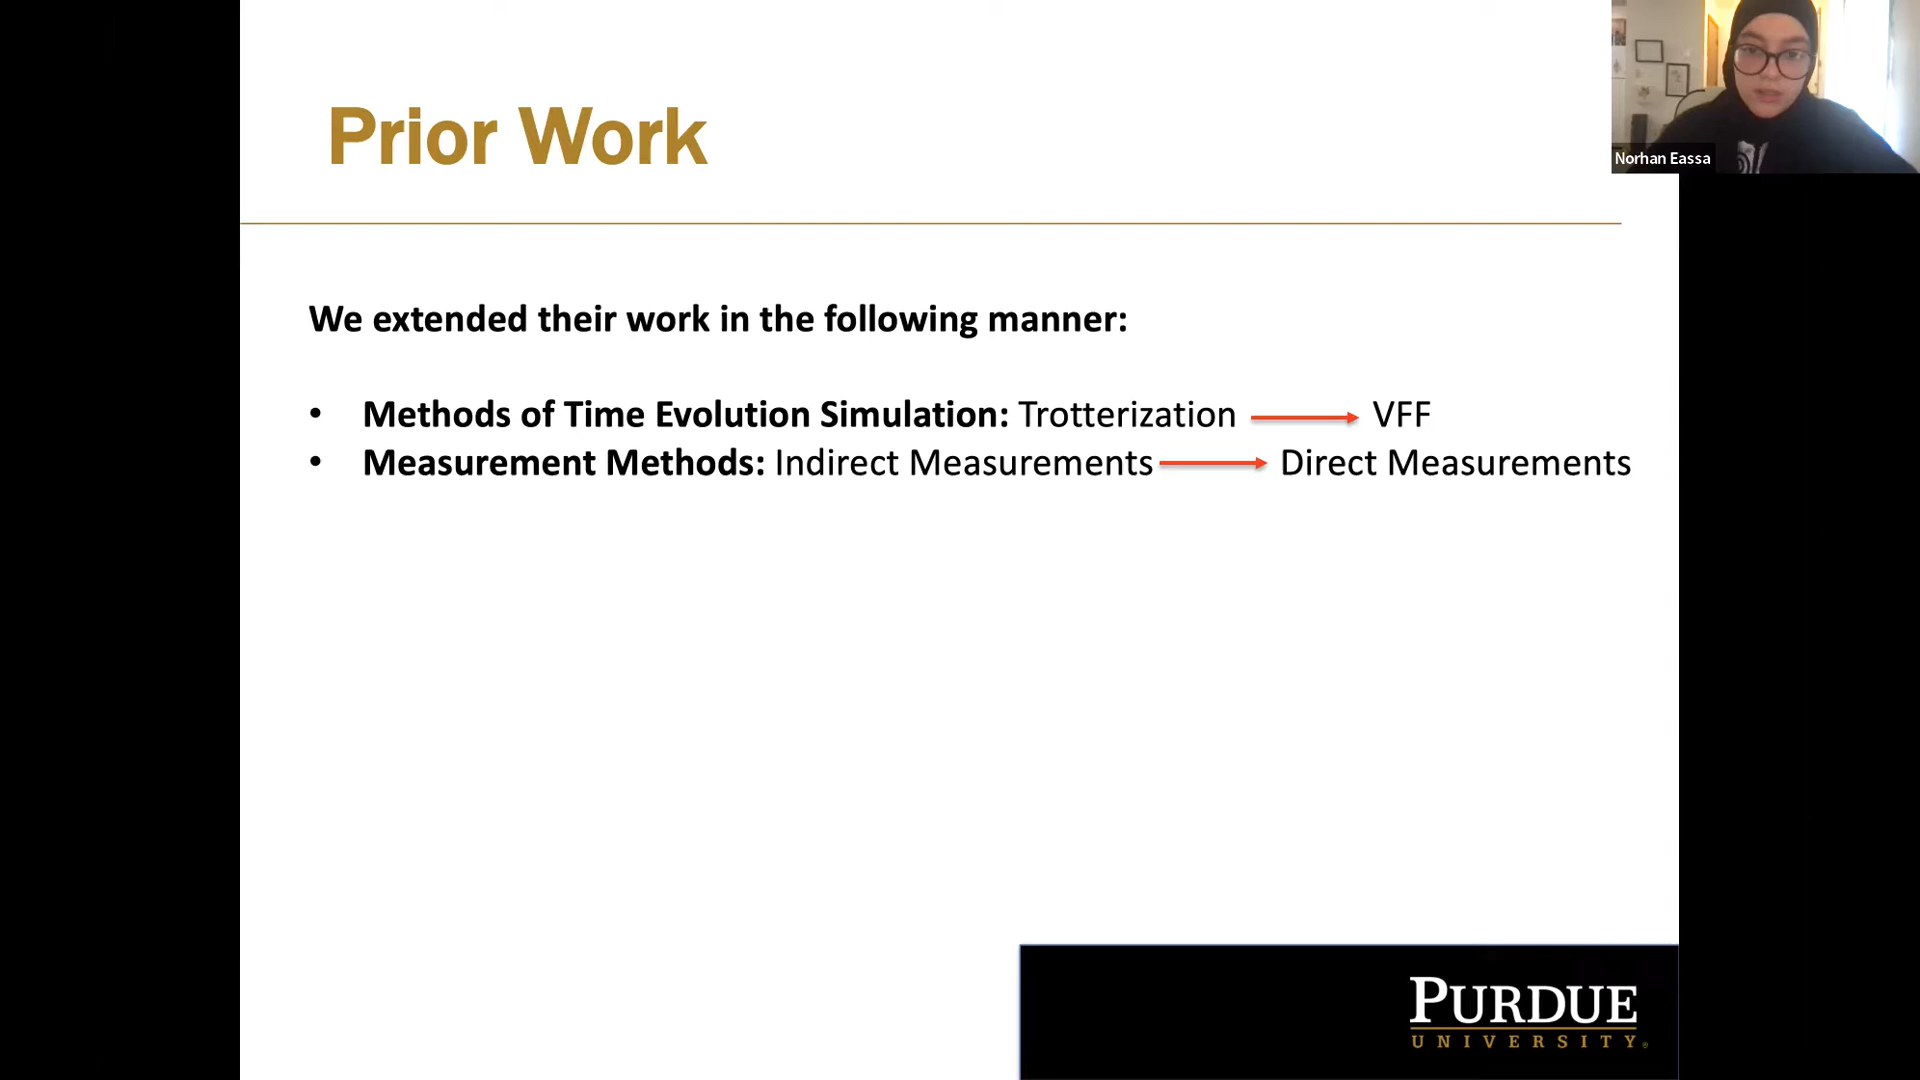 Prior Work
Norhan Eassa
We extended their work in the following manner:
• Methods of Time Evolution Simulation: Trotterization VFF
• Measurement Methods: Indirect Measurements Direct Measurements
PURDUE
UNIVERSITY®